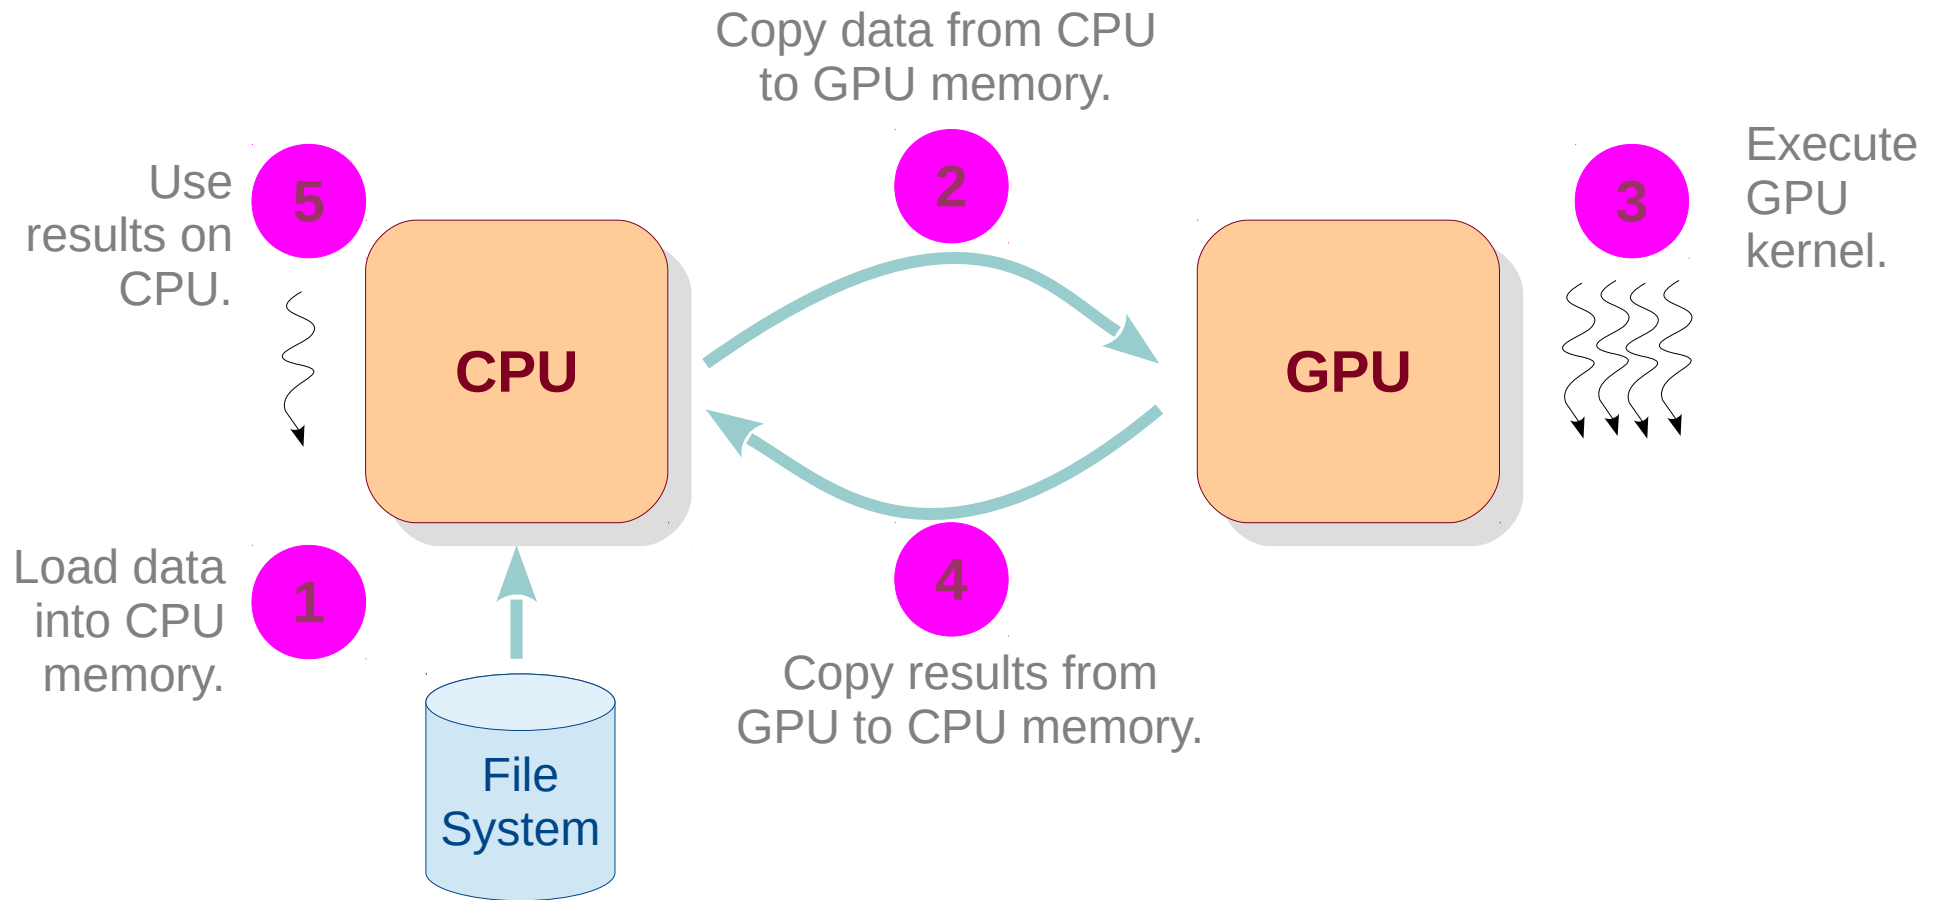 Copy data from CPU
to GPU memory.
2
Use
results on
CPU.
5
3
Execute
GPU
kernel.
CPU
GPU
Load data
into CPU
memory.
1
4
Copy results from
GPU to CPU memory.
File
System